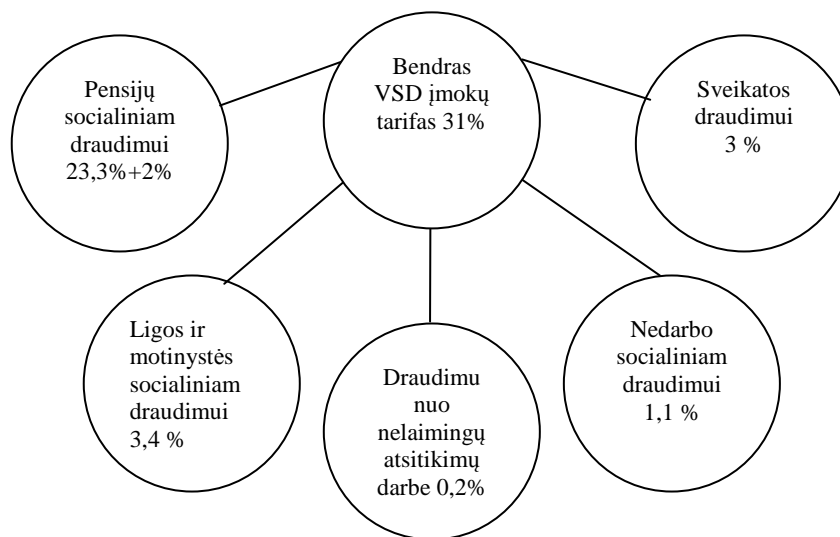 Pensijų
socialiniam
draudimui
23,3%+2%
Bendras
VSD įmokų
tarifas 31%
Sveikatos
draudimui
3 %
Ligos ir
motinystės
socialiniam
draudimui
3,4 %
Draudimu
nuo
nelaimingų
atsitikimų
darbe 0,2%
Nedarbo
socialiniam
draudimui
1,1 %